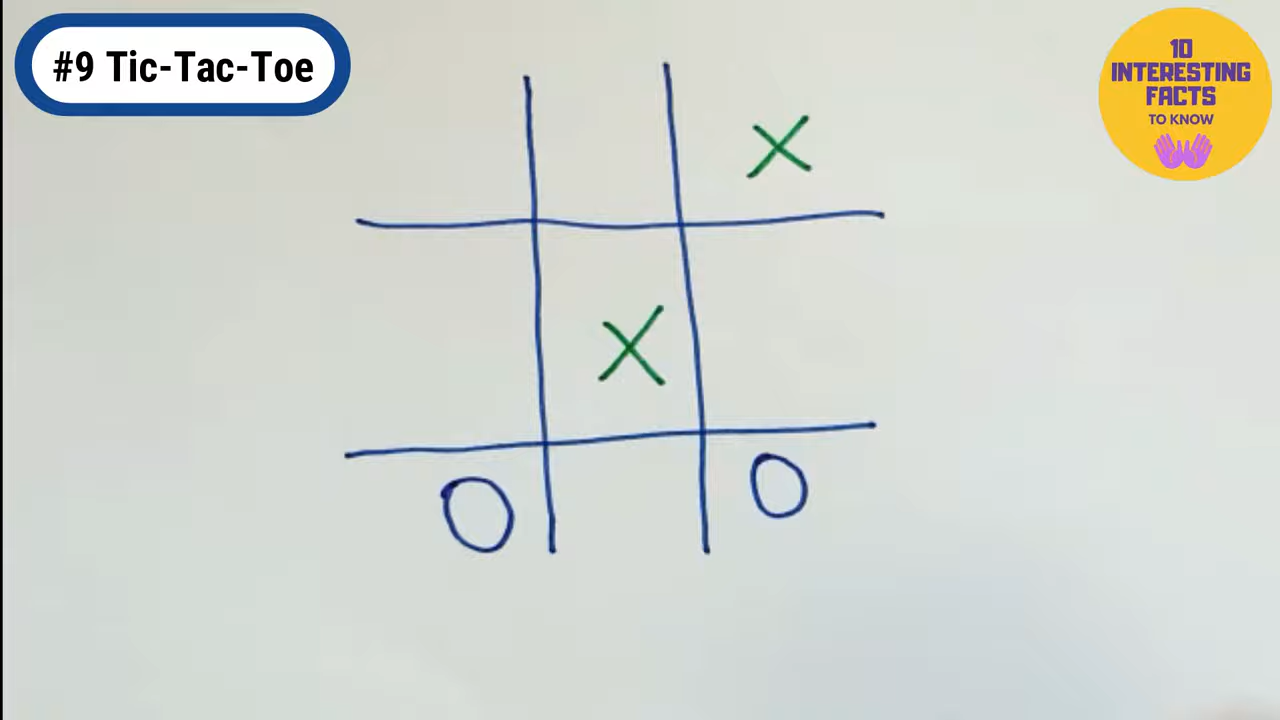 #9 Tic-Tac-Toe
10
INTERESTING
FACTS
TO KNOW
X
X
O
O